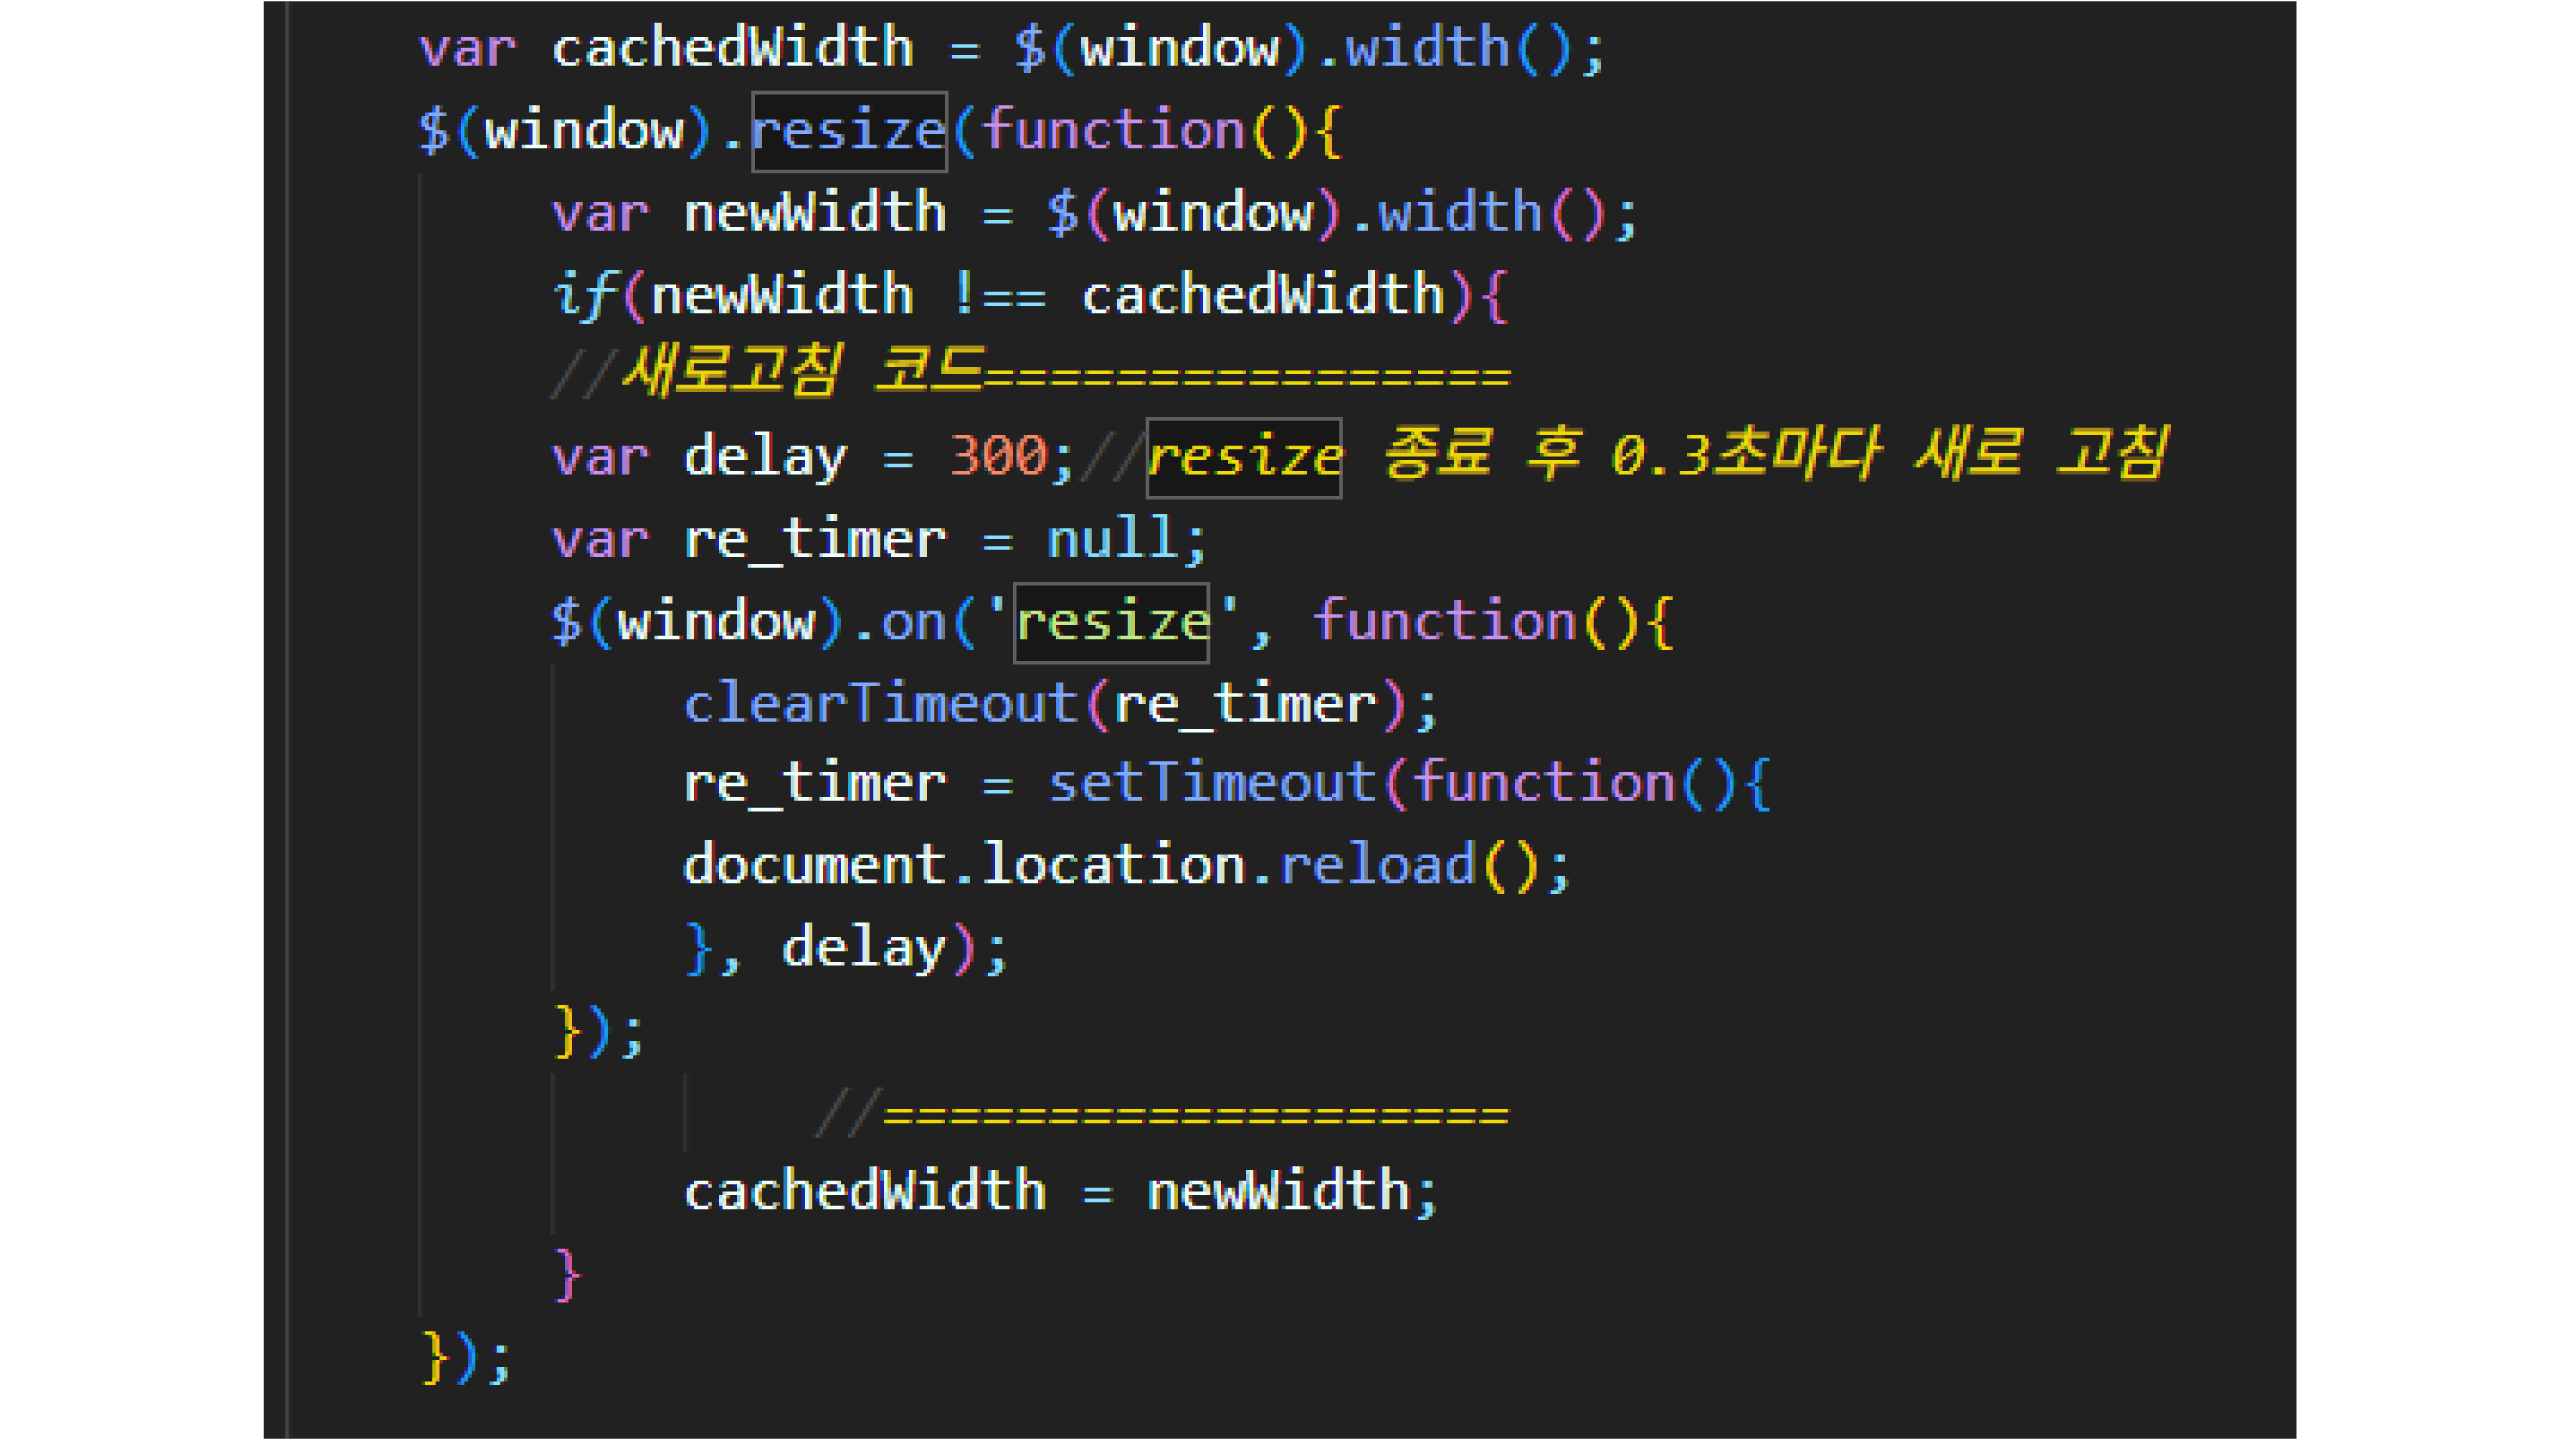 var cachedWidth = $(window).width();
$(window).resize(function(){
var newWidth = $(window).width();
if(newWidth !== cachedWidth){
//새로고침 코드================
var delay = 300;//resize 종료 후 0.3초마다 새로 고침
var re_timer = null;
$(window).on('resize', function(){
clearTimeout(re_timer);
re_timer = setTimeout(function(){
document.location.reload();
}, delay);
});
//===================
cachedWidth = newWidth;
}
});